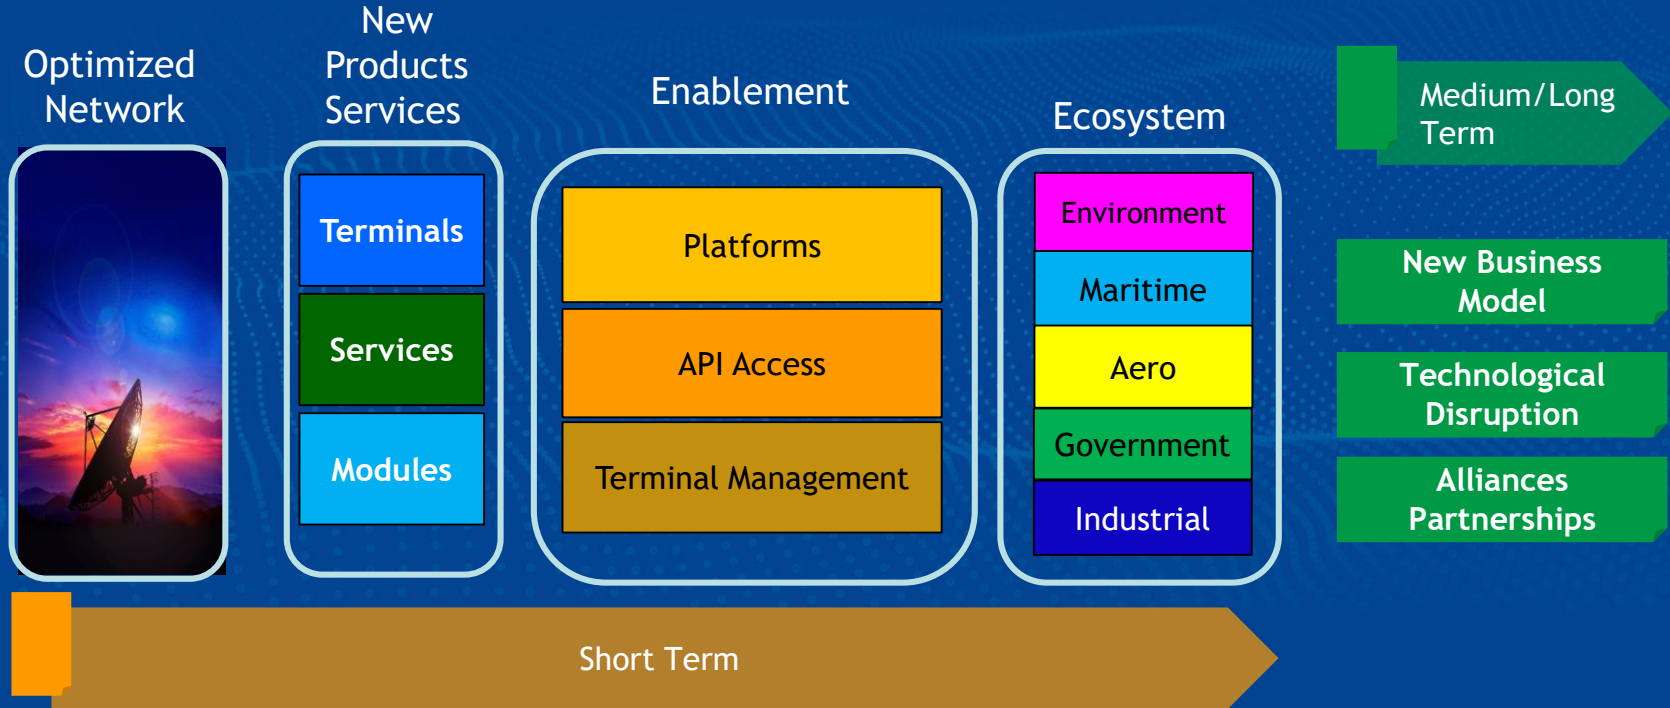 Optimized
Network
New
Products
Services
Terminals
Services
Modules
Enablement
Platforms
API Access
Terminal Management
Ecosystem
Environment
Maritime
Aero
Government
Industrial
Medium/Long
Term
New Business
Model
Technological
Disruption
Alliances
Partnerships
Short Term